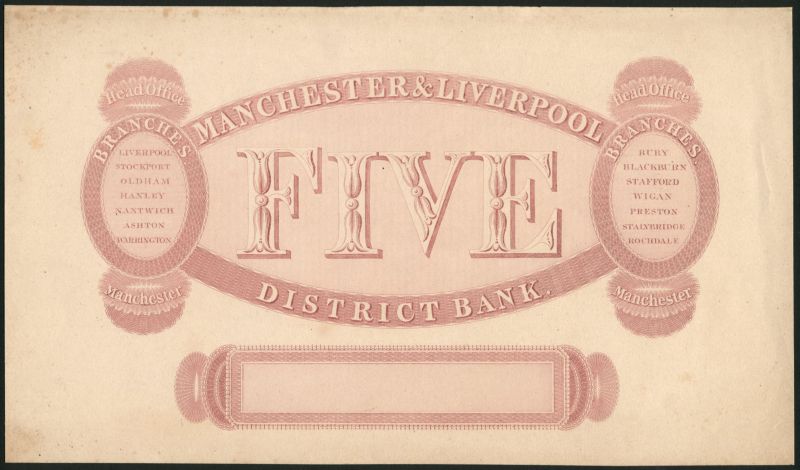 Head Office
BRANCHES
LIVERPOOL
STOCKPORT
OLDHAM
HANLEY
NANTWICH
ASHTON
WARRINGTON
Manchester
MANCHESTER & LIVERPOOL
FIVE
DISTRICT BANK.
Head Office
BRANCHES.
BURY
BLACKBURN
STAFFORD
WIGAN
PRESTON
STALYBRIDGE
ROCHDALE
Manchester